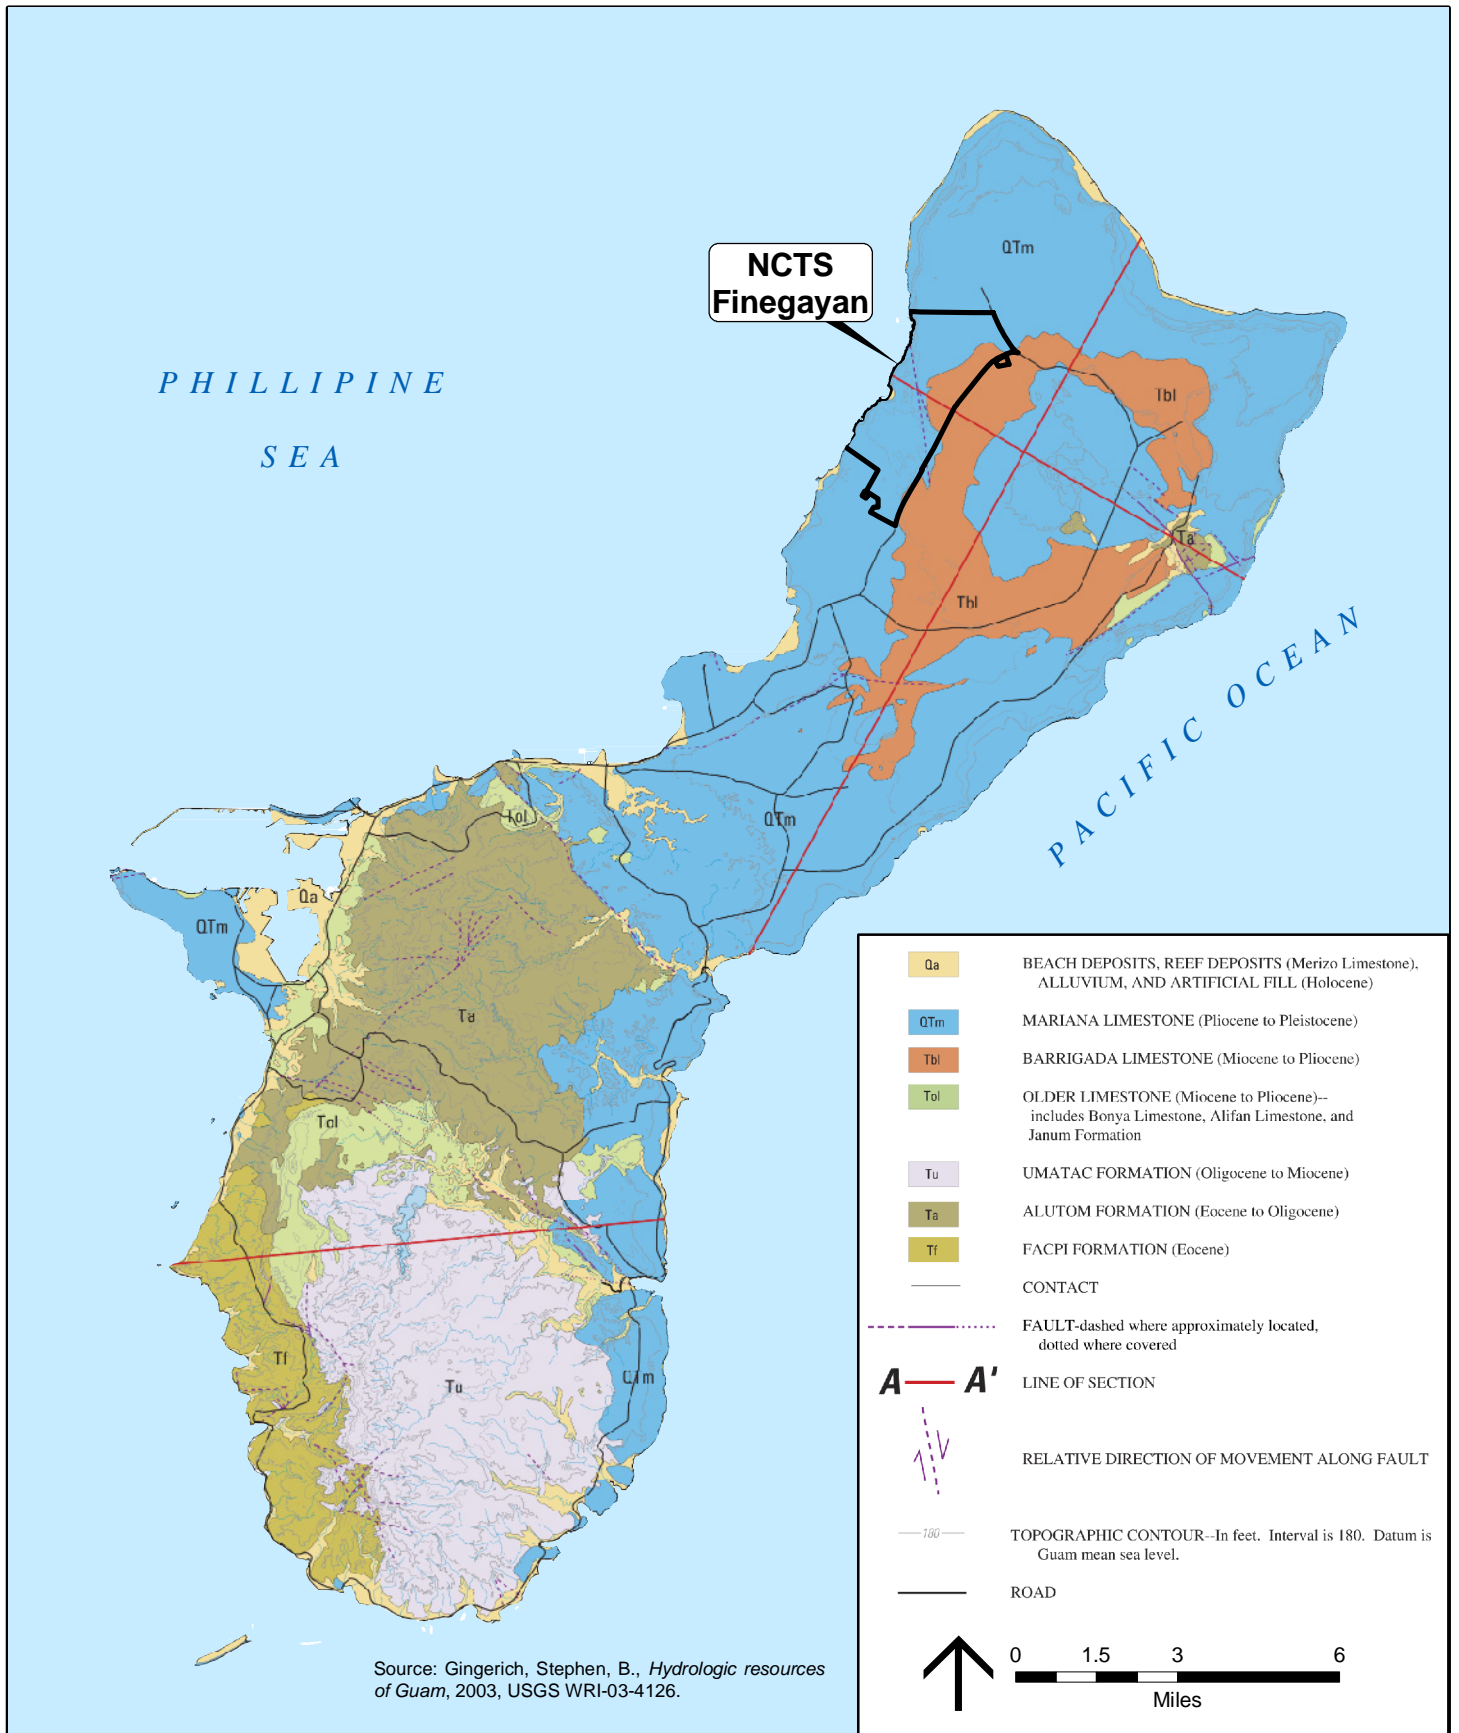 QTm
NCTS
Finegayan
PHILLIPINE
SEA
Tbl
Ta
Tbl
PACIFIC OCEAN
Tol
QTm
Qa
QTm
Ta
Tol
Tf
Tu
QTm
Qa BEACH DEPOSITS, REEF DEPOSITS (Merizo Limestone),
ALLUVIUM, AND ARTIFICIAL FILL (Holocene)
QTm MARIANA LIMESTONE (Pliocene to Pleistocene)
Tbl BARRIGADA LIMESTONE (Miocene to Pliocene)
Tol OLDER LIMESTONE (Miocene to Pliocene)--
includes Bonya Limestone, Alifan Limestone, and
Janum Formation
Tu UMATAC FORMATION (Oligocene to Miocene)
Ta ALUTOM FORMATION (Eocene to Oligocene)
Tf FACPI FORMATION (Eocene)
CONTACT
FAULT-dashed where approximately located,
dotted where covered
A A' LINE OF SECTION
RELATIVE DIRECTION OF MOVEMENT ALONG FAULT
180 TOPOGRAPHIC CONTOUR--In feet. Interval is 180. Datum is
Guam mean sea level.
ROAD
0 1.5 3 6
Miles
Source: Gingerich, Stephen, B., Hydrologic resources
of Guam, 2003, USGS WRI-03-4126.